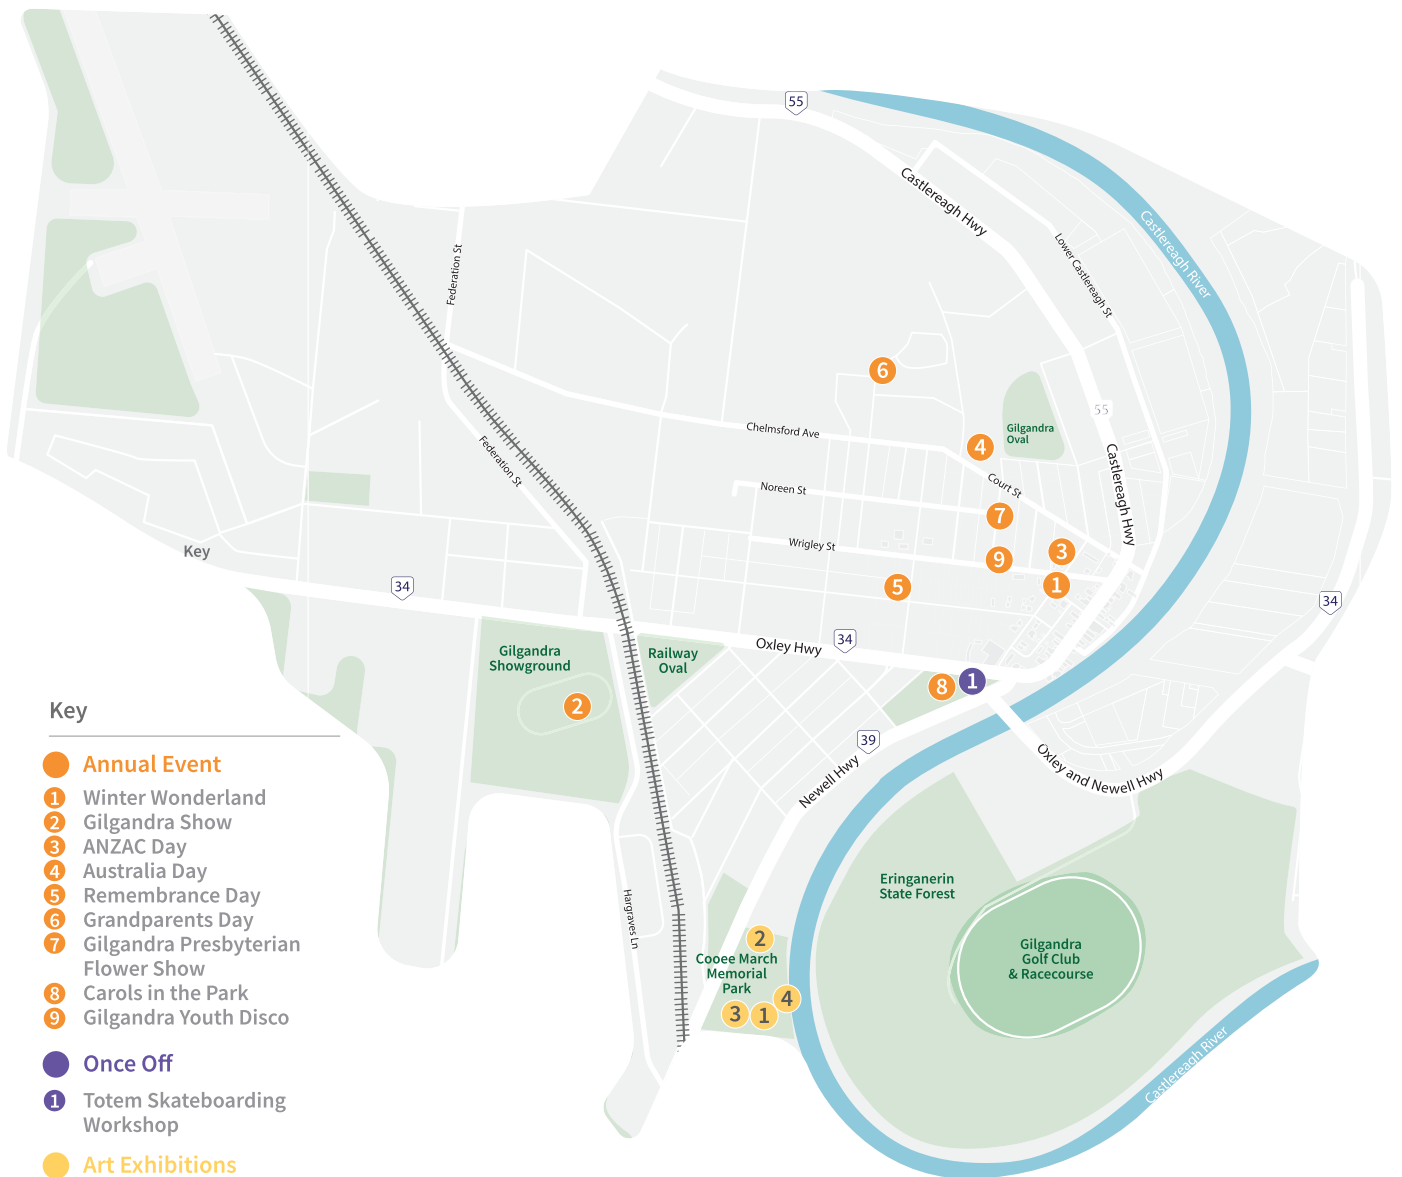 55
Castlereagh Hwy
Castlereagh River
Lower Castlereagh St
Federation St
6
55
Gilgandra
Oval
4
Chelmsford Ave
Federation St
Castlereagh Hwy
Court St
Noreen St
7
Wrigley St
9
3
Key
34
5
1
34
34
Oxley Hwy
Gilgandra
Showground
Railway
Oval
2
8
1
39
Newell Hwy
Oxley and Newell Hwy
Eringanerin
State Forest
Hargraves Ln
2
Cooee March
Memorial
Park
4
3
1
Gilgandra
Golf Club
& Racecourse
Castlereagh River
Key
Annual Event
1 Winter Wonderland
2 Gilgandra Show
3 ANZAC Day
4 Australia Day
5 Remembrance Day
6 Grandparents Day
7 Gilgandra Presbyterian
Flower Show
8 Carols in the Park
9 Gilgandra Youth Disco
Once Off
1 Totem Skateboarding
Workshop
Art Exhibitions